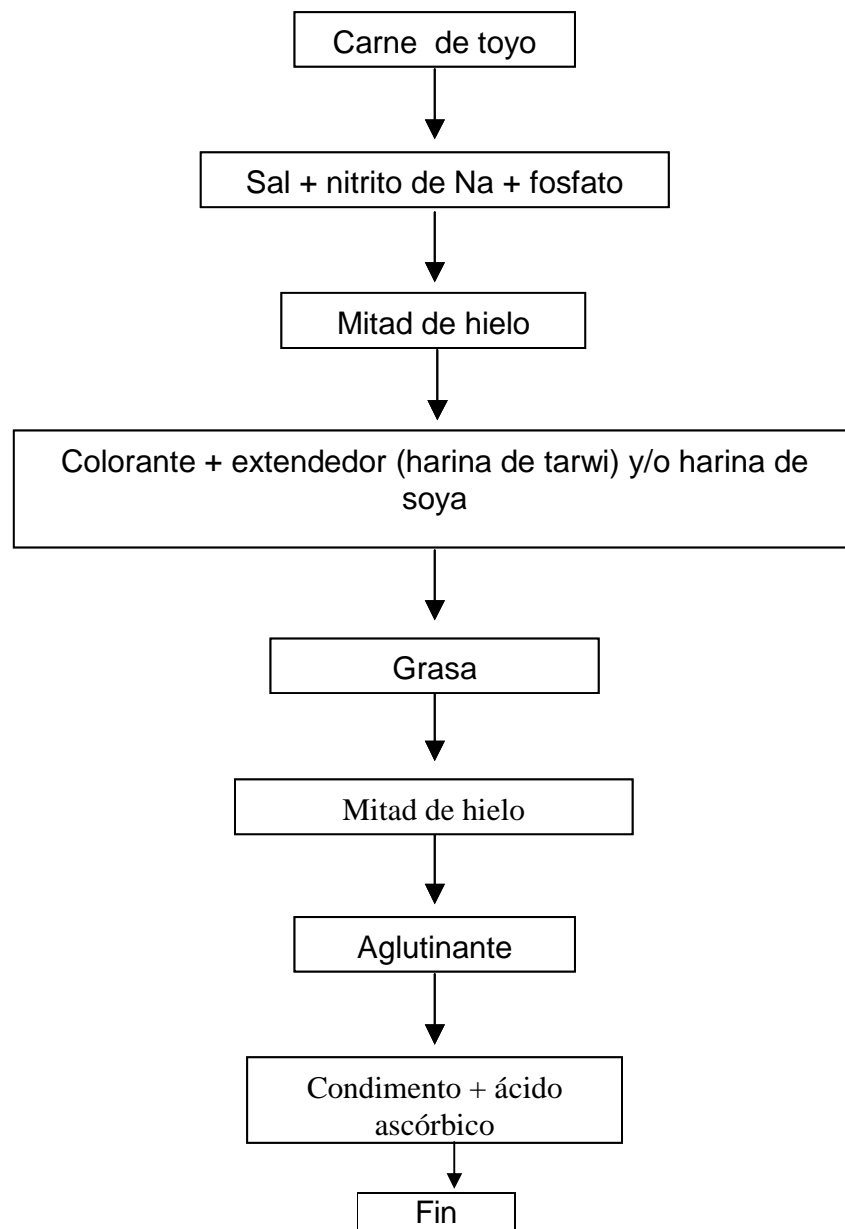 Carne de toyo
Sal + nitrito de Na + fosfato
Mitad de hielo
Colorante + extendedor (harina de tarwi) y/o harina de
soya
Grasa
Mitad de hielo
Aglutinante
Condimento + ácido
ascórbico
Fin